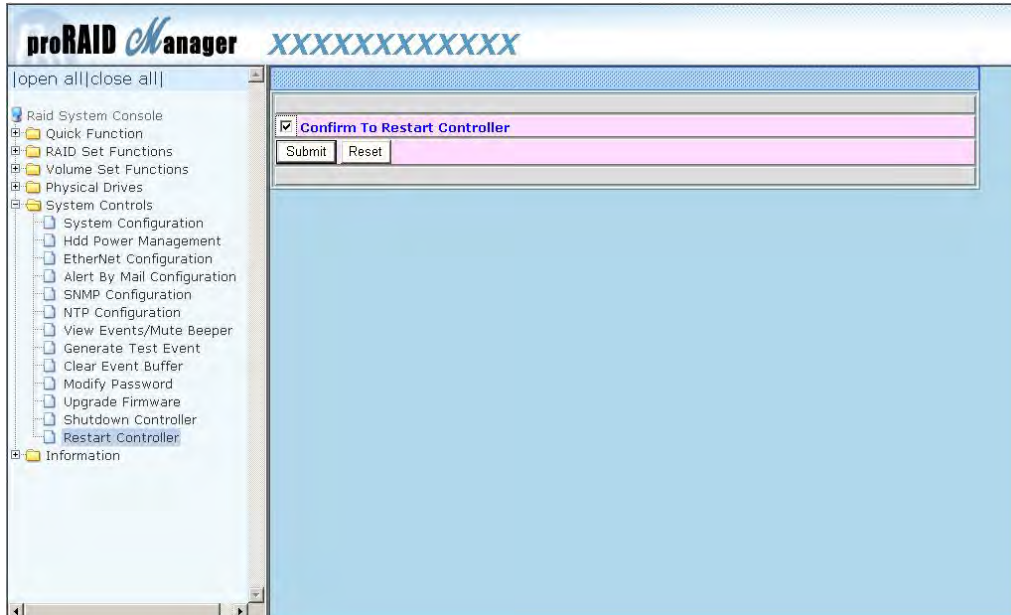 proRAID Manager XXXXXXXXXXXX
|open all|close all|
Raid System Console
Quick Function
RAID Set Functions
Volume Set Functions
Physical Drives
System Controls
System Configuration
Hdd Power Management
EtherNet Configuration
Alert By Mail Configuration
SNMP Configuration
NTP Configuration
View Events/Mute Beeper
Generate Test Event
Clear Event Buffer
Modify Password
Upgrade Firmware
Shutdown Controller
Restart Controller
Information
Confirm To Restart Controller
Submit Reset